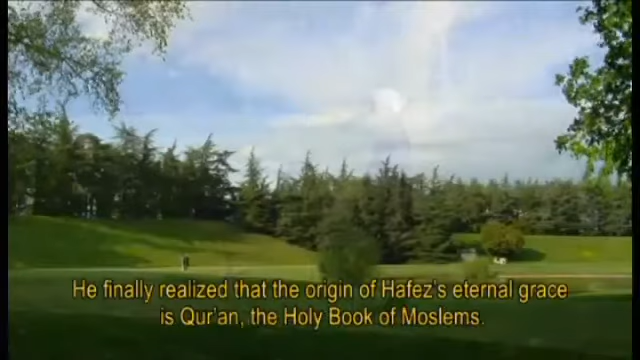 He finally realized that the origin of Hafez's eternal grace
is Qur'an, the Holy Book of Moslems.